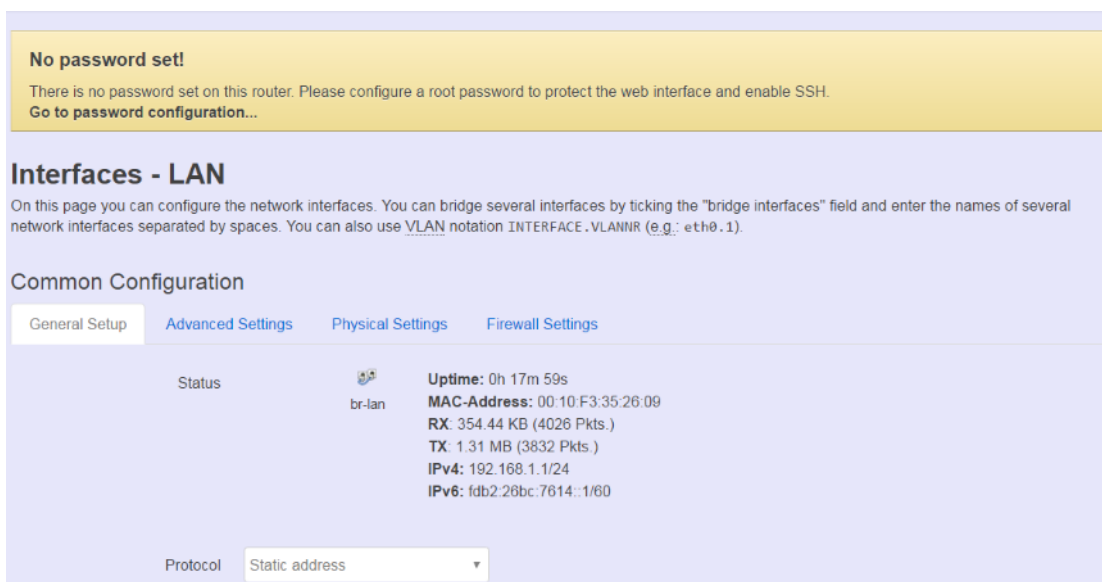 No password set!
There is no password set on this router. Please configure a root password to protect the web interface and enable SSH.
Go to password configuration...
Interfaces - LAN
On this page you can configure the network interfaces. You can bridge several interfaces by ticking the "bridge interfaces" field and enter the names of several
network interfaces separated by spaces. You can also use VLAN notation INTERFACE.VLANNR (e.g.: eth0.1).
Common Configuration
General Setup Advanced Settings Physical Settings Firewall Settings
Status
br-lan
Uptime: 0h 17m 59s
MAC-Address: 00:10:F3:35:26:09
RX: 354.44 KB (4026 Pkts.)
TX: 1.31 MB (3832 Pkts.)
IPv4: 192.168.1.1/24
IPv6: fdb2:26bc:7614::1/60
Protocol Static address